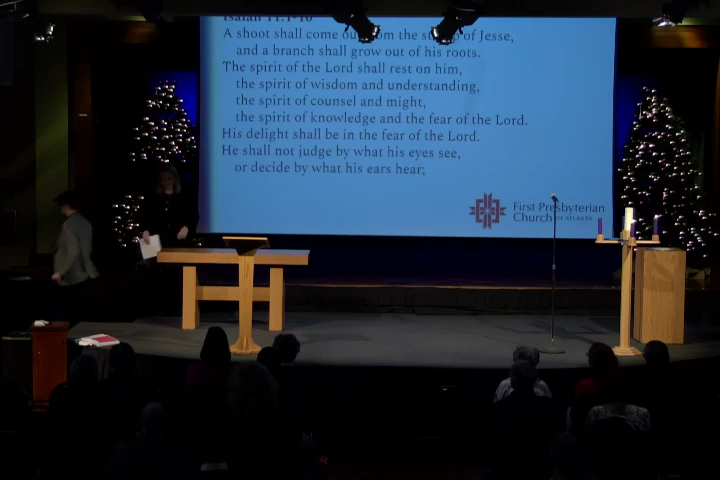 Isaiah 11:1-10
A shoot shall come out from the stump of Jesse,
and a branch shall grow out of his roots.
The spirit of the Lord shall rest on him,
the spirit of wisdom and understanding,
the spirit of counsel and might,
the spirit of knowledge and the fear of the Lord.
His delight shall be in the fear of the Lord.
He shall not judge by what his eyes see,
or decide by what his ears hear;
First Presbyterian
Church OF ATLANTA